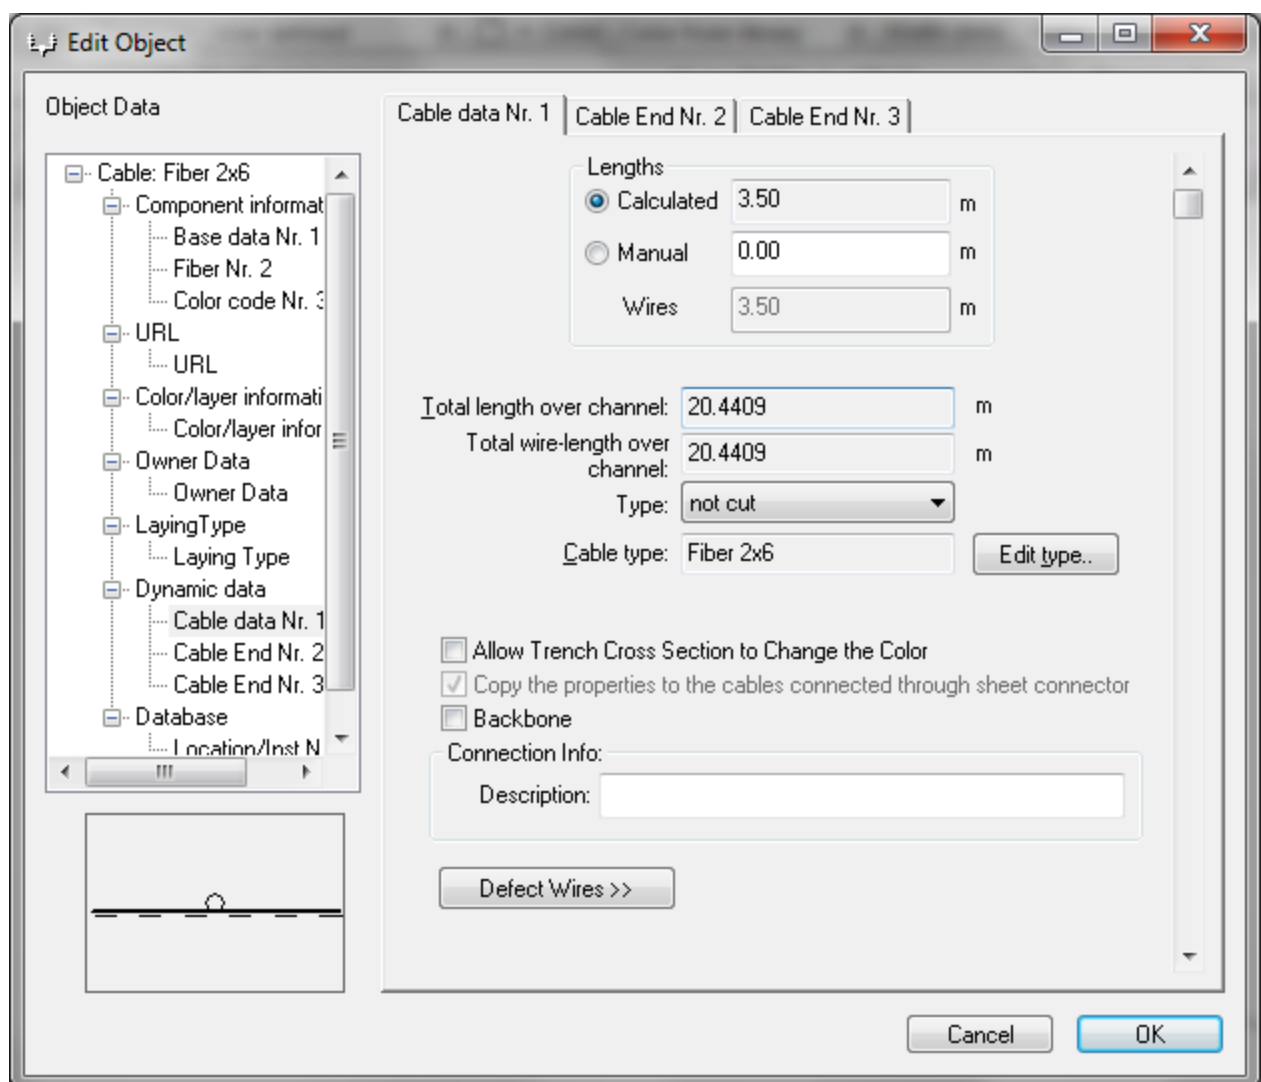 Edit Object
Object Data
Cable: Fiber 2x6
Component informat
Base data Nr. 1
Fiber Nr. 2
Color code Nr. 3
URL
URL
Color/layer informati
Color/layer infor
Owner Data
Owner Data
LayingType
Laying Type
Dynamic data
Cable data Nr. 1
Cable End Nr. 2
Cable End Nr. 3
Database
Location/Inst N
Cable data Nr. 1 Cable End Nr. 2 Cable End Nr. 3
Lengths
Calculated 3.50 m
Manual 0.00 m
Wires 3.50 m
Total length over channel: 20.4409 m
Total wire-length over
channel: 20.4409 m
Type: not cut
Cable type: Fiber 2x6 Edit type..
Allow Trench Cross Section to Change the Color
Copy the properties to the cables connected through sheet connector
Backbone
Connection Info:
Description:
Defect Wires >>
Cancel OK